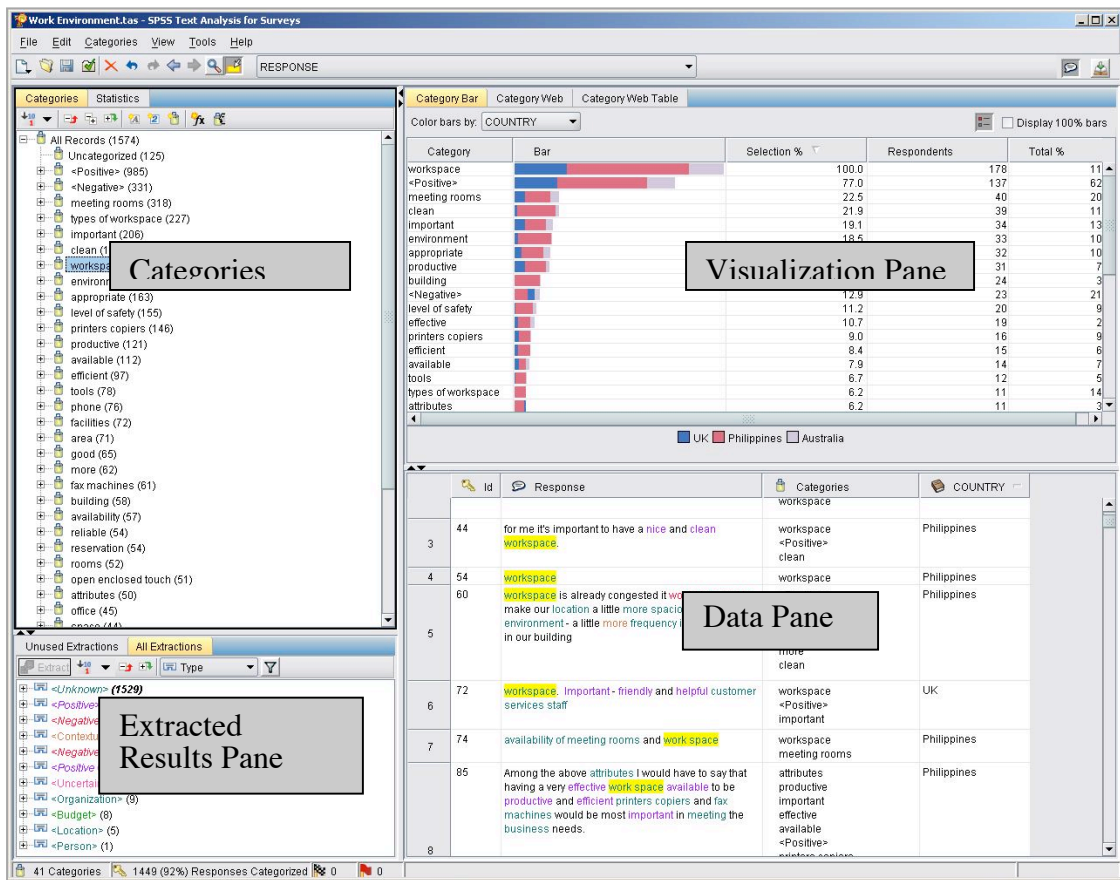 Work Environment.tas - SPSS Text Analysis for Surveys
File Edit Categories View Tools Help
RESPONSE
Categories Statistics
All Records (1574)
Uncategorized (125)
<Positive> (985)
<Negative> (331)
meeting rooms (318)
types of workspace (227)
important (206)
clean (1
workspa
environ
appropriate (163)
level of safety (155)
printers copiers (146)
productive (121)
available (112)
efficient (97)
tools (78)
phone (76)
facilities (72)
area (71)
good (65)
more (62)
fax machines (61)
building (58)
availability (57)
reliable (54)
reservation (54)
rooms (52)
open enclosed touch (51)
attributes (50)
office (45)
space (44)
Categories
Unused Extractions All Extractions
Extract Type
<Unknown> (1529)
<Positive>
<Negative
<Contextu
<Negative
<Positive
<Uncertain
<Organization> (9)
<Budget> (8)
<Location> (5)
<Person> (1)
Extracted
Results Pane
Category Bar Category Web Category Web Table
Color bars by: COUNTRY Display 100% bars
Category Bar Selection % Respondents Total %
workspace 100.0 178 11
<Positive> 77.0 137 62
meeting rooms 22.5 40 20
clean 21.9 39 11
important 19.1 34 13
environment 18.5 33 10
appropriate 32 10
productive 31 7
building 24 3
<Negative> 12.9 23 21
level of safety 11.2 20 9
effective 10.7 19 2
printers copiers 9.0 16 9
efficient 8.4 15 6
available 7.9 14 7
tools 6.7 12 5
types of workspace 6.2 11 14
attributes 6.2 11 3
Visualization Pane
UK Philippines Australia
Id Response Categories COUNTRY
workspace
3 44 for me it's important to have a nice and clean workspace Philippines
workspace. <Positive>
clean
4 54 workspace workspace Philippines
60 workspace is already congested it wo Philippines
make our location a little more spacio
environment - a little more frequency i
5 in our building
more
clean
Data Pane
72 workspace. Important - friendly and helpful customer workspace UK
6 services staff <Positive>
important
7 74 availability of meeting rooms and work space workspace Philippines
meeting rooms
85 Among the above attributes I would have to say that attributes Philippines
having a very effective work space available to be productive
productive and efficient printers copiers and fax important
machines would be most important in meeting the effective
business needs. available
<Positive>
8 printers copiers
41 Categories 1449 (92%) Responses Categorized 0 0